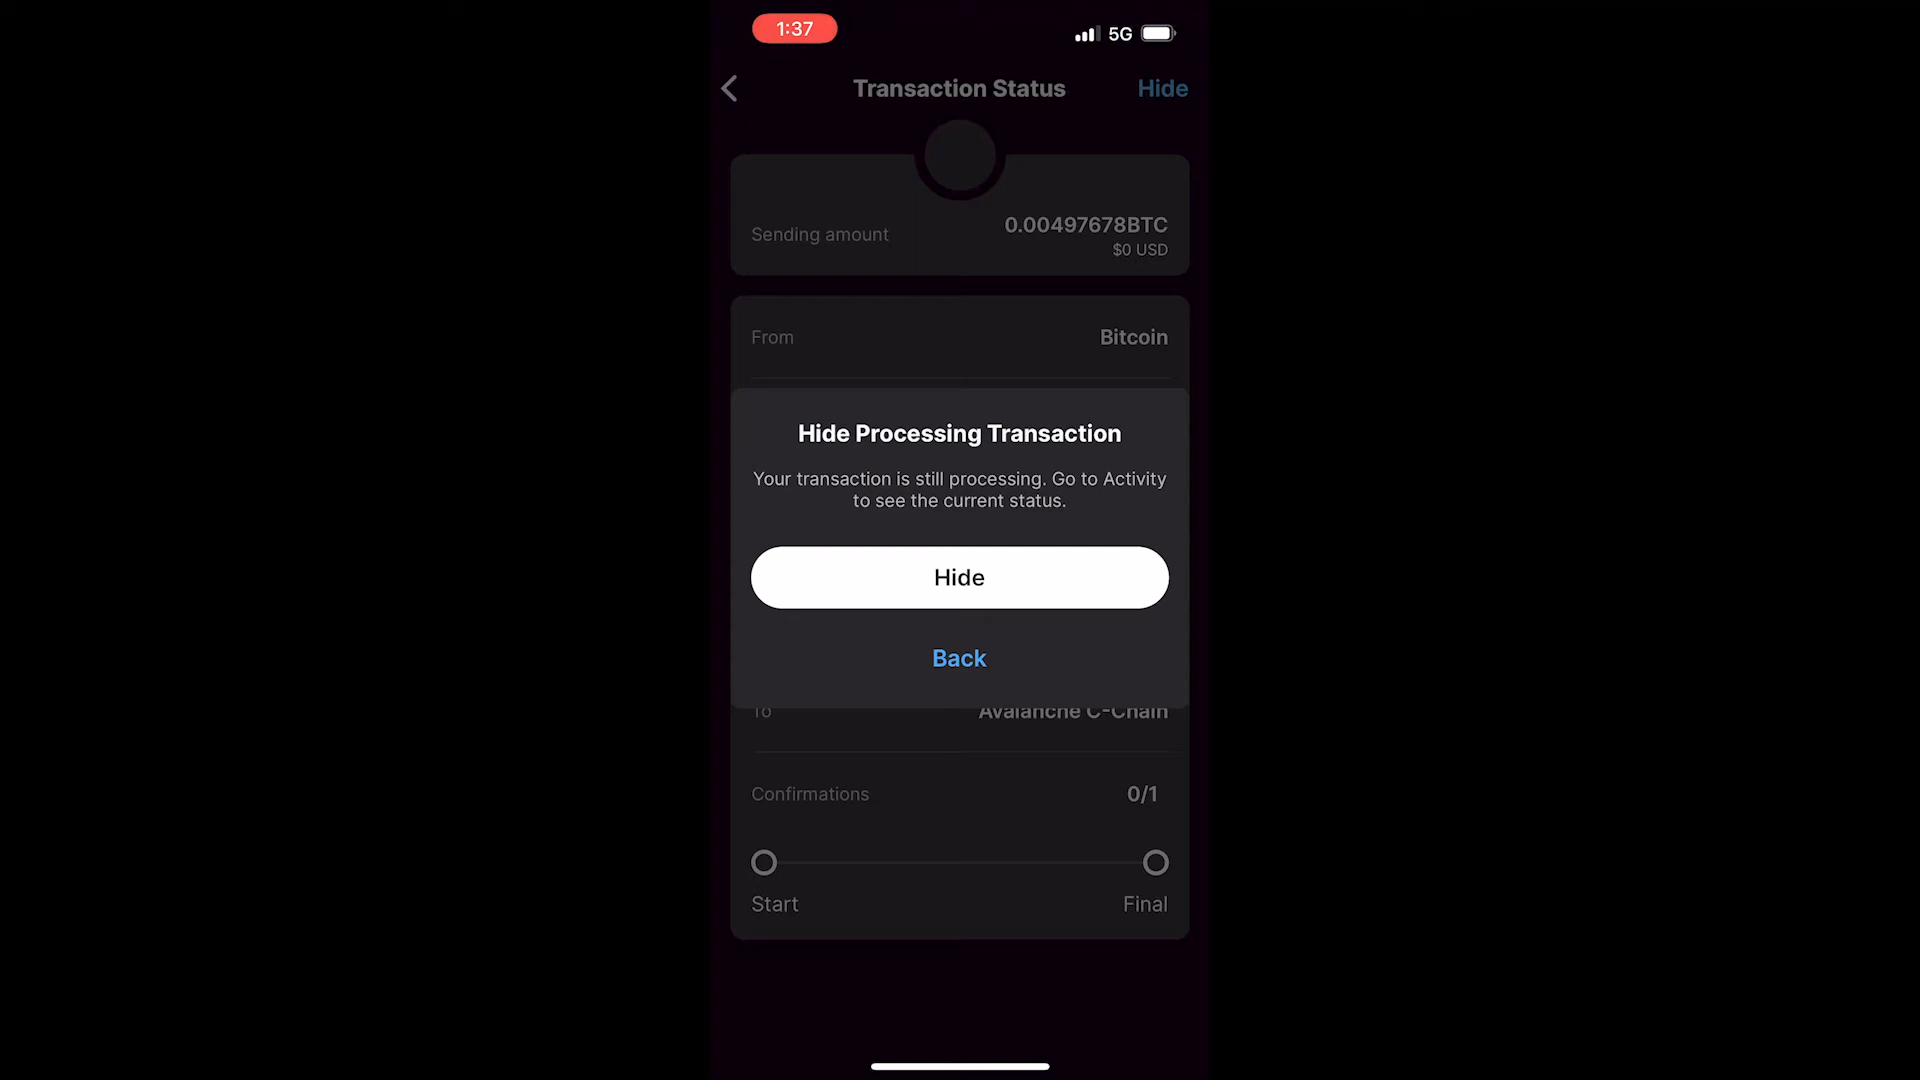 1:37
5G
Transaction Status
Hide
Sending amount
0.00497678BTC
$0 USD
From
Bitcoin
Hide Processing Transaction
Your transaction is still processing. Go to Activity
to see the current status.
Hide
Back
To
Avalanche C-Chain
Confirmations
0/1
Start
Final